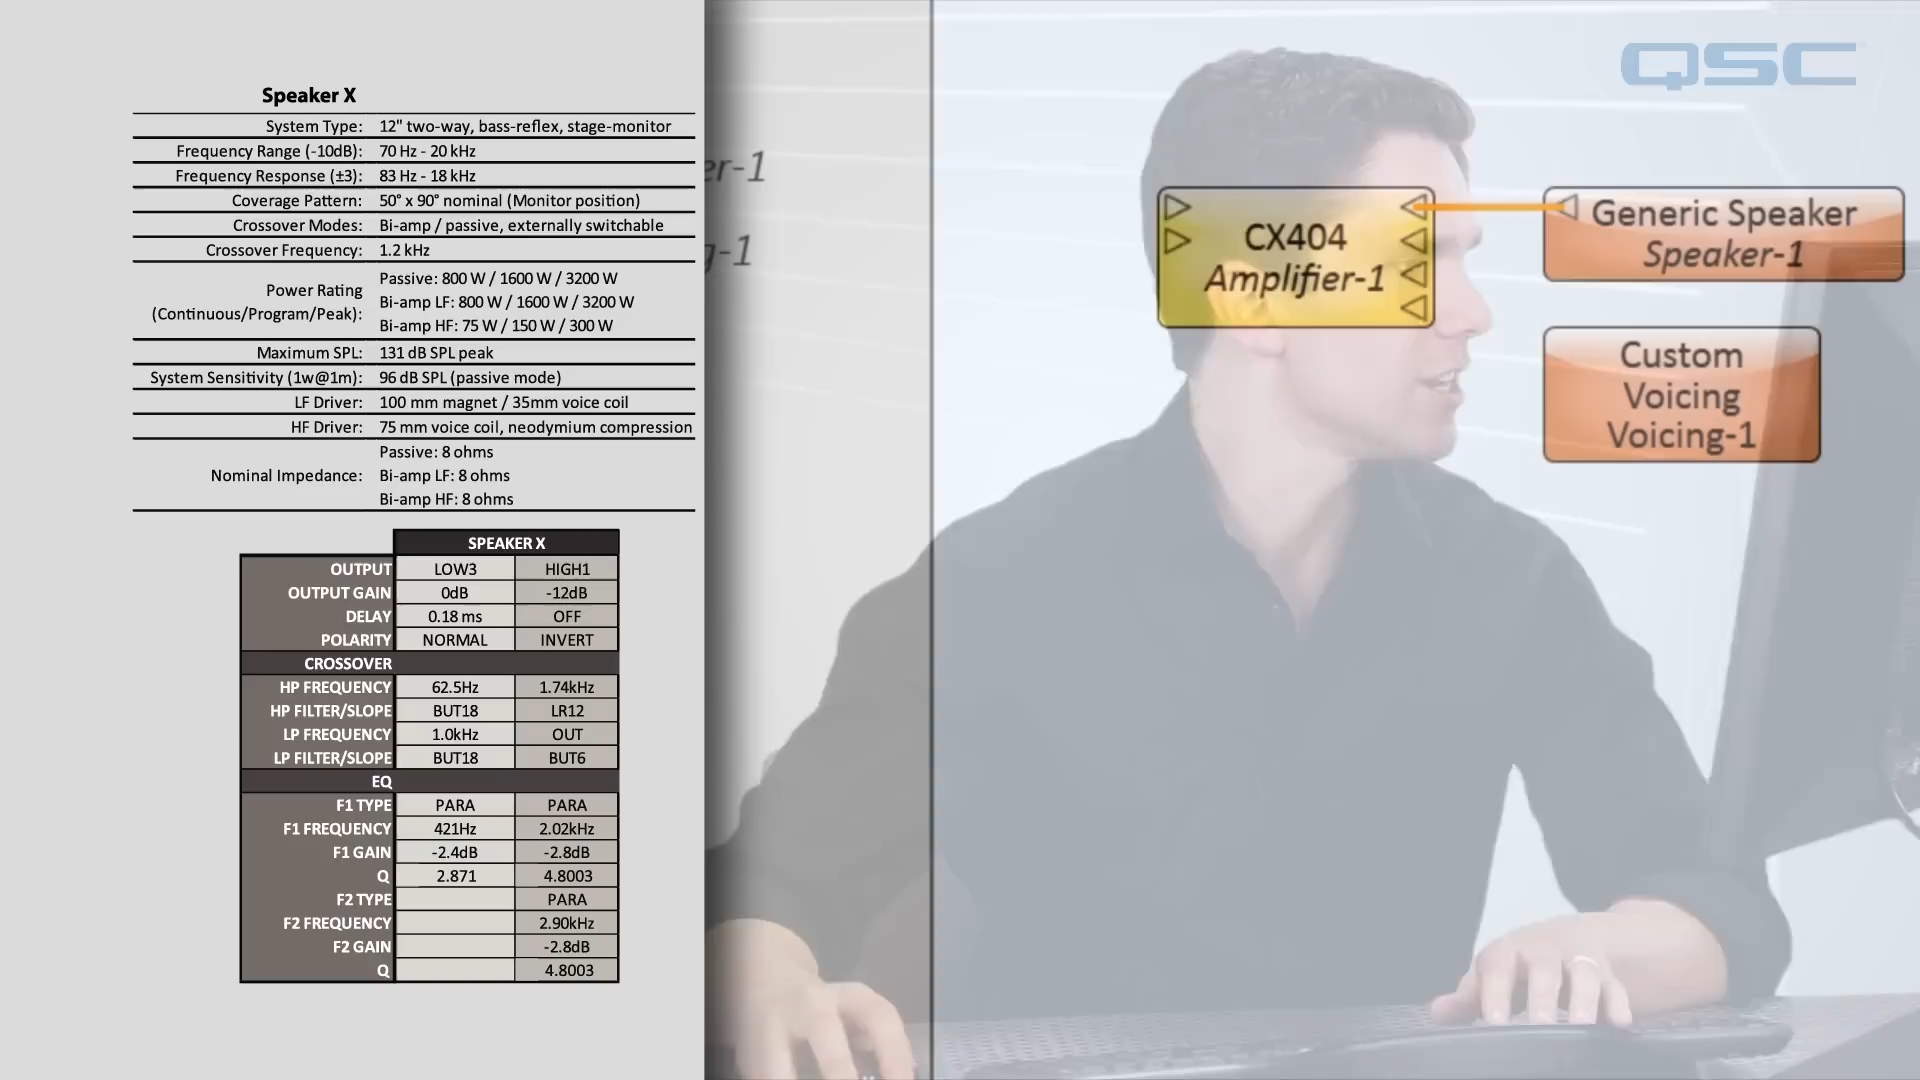 QSC
Speaker X
System Type: 12" two-way, bass-reflex, stage-monitor
Frequency Range (-10dB): 70 Hz - 20 kHz
Frequency Response (±3): 83 Hz - 18 kHz
Coverage Pattern: 50° x 90° nominal (Monitor position)
Crossover Modes: Bi-amp / passive, externally switchable
Crossover Frequency: 1.2 kHz
Power Rating (Continuous/Program/Peak): Passive: 800 W / 1600 W / 3200 W
Bi-amp LF: 800 W / 1600 W / 3200 W
Bi-amp HF: 75 W / 150 W / 300 W
Maximum SPL: 131 dB SPL peak
System Sensitivity (1w@1m): 96 dB SPL (passive mode)
LF Driver: 100 mm magnet / 35mm voice coil
HF Driver: 75 mm voice coil, neodymium compression
Nominal Impedance: Passive: 8 ohms
Bi-amp LF: 8 ohms
Bi-amp HF: 8 ohms
SPEAKER X
OUTPUT LOW3 HIGH1
OUTPUT GAIN 0dB -12dB
DELAY 0.18 ms OFF
POLARITY NORMAL INVERT
CROSSOVER
HP FREQUENCY 62.5Hz 1.74kHz
HP FILTER/SLOPE BUT18 LR12
LP FREQUENCY 1.0kHz OUT
LP FILTER/SLOPE BUT18 BUT6
EQ
F1 TYPE PARA PARA
F1 FREQUENCY 421Hz 2.02kHz
F1 GAIN -2.4dB -2.8dB
Q 2.871 4.8003
F2 TYPE PARA
F2 FREQUENCY 2.90kHz
F2 GAIN -2.8dB
Q 4.8003
er-1
g-1
CX404
Amplifier-1
Generic Speaker
Speaker-1
Custom
Voicing
Voicing-1